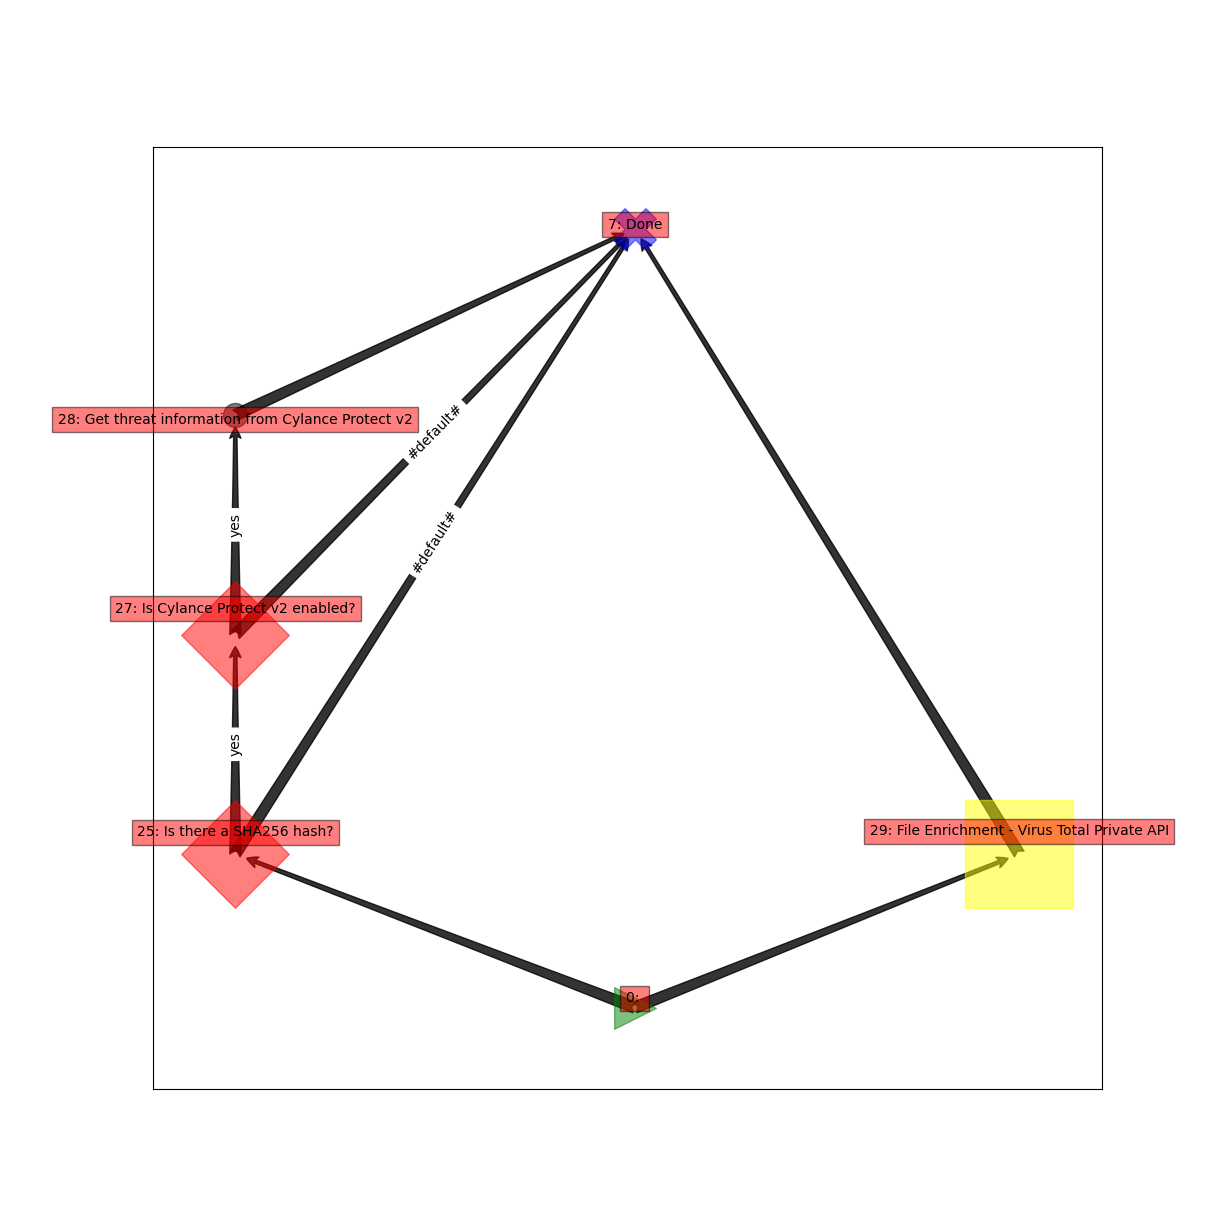 7: Done
28: Get threat information from Cylance Protect v2
#default#
yes
#default#
27: Is Cylance Protect v2 enabled?
yes
25: Is there a SHA256 hash?
29: File Enrichment - Virus Total Private API
0: